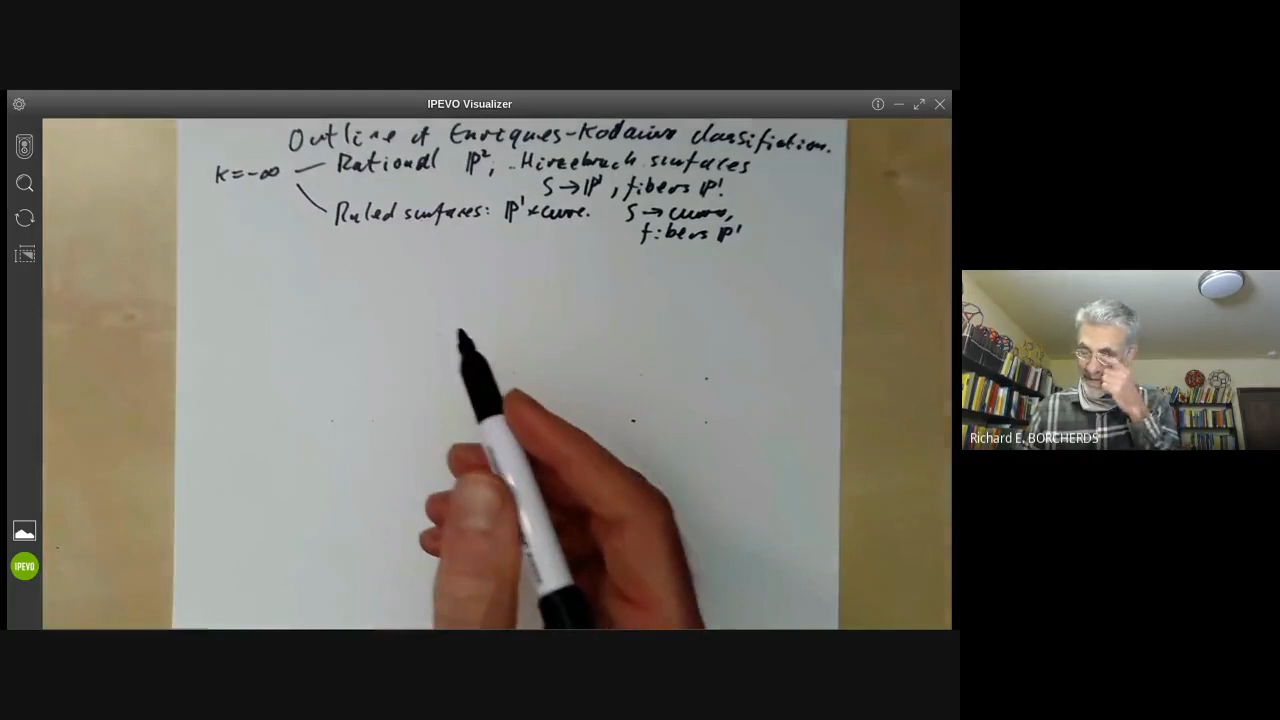 IPEVO Visualizer
Outline of Enriques-Kodaira classifiction.
κ=-∞ — Rational ℙ², Hirzebruch surfaces
S→ℙ¹, fibers ℙ¹
Ruled surfaces: ℙ¹×curve. S→curve,
fibers ℙ¹
IPEVO
Richard E. BORCHERDS